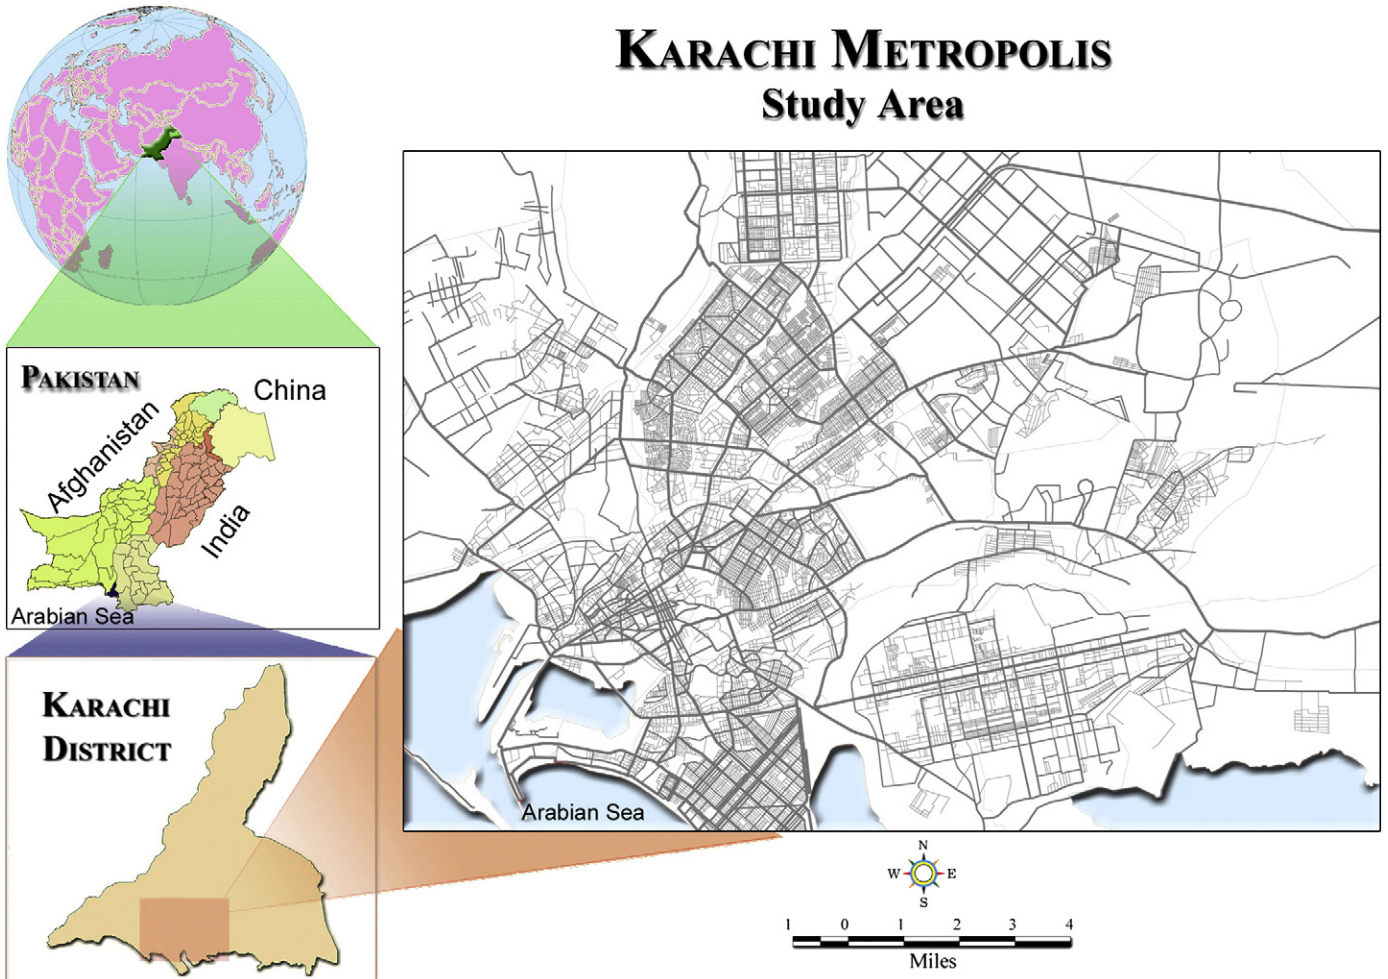 KARACHI METROPOLIS
Study Area
PAKISTAN
China
Afghanistan
India
Arabian Sea
KARACHI
DISTRICT
Arabian Sea
N
W E
S
1 0 1 2 3 4
Miles